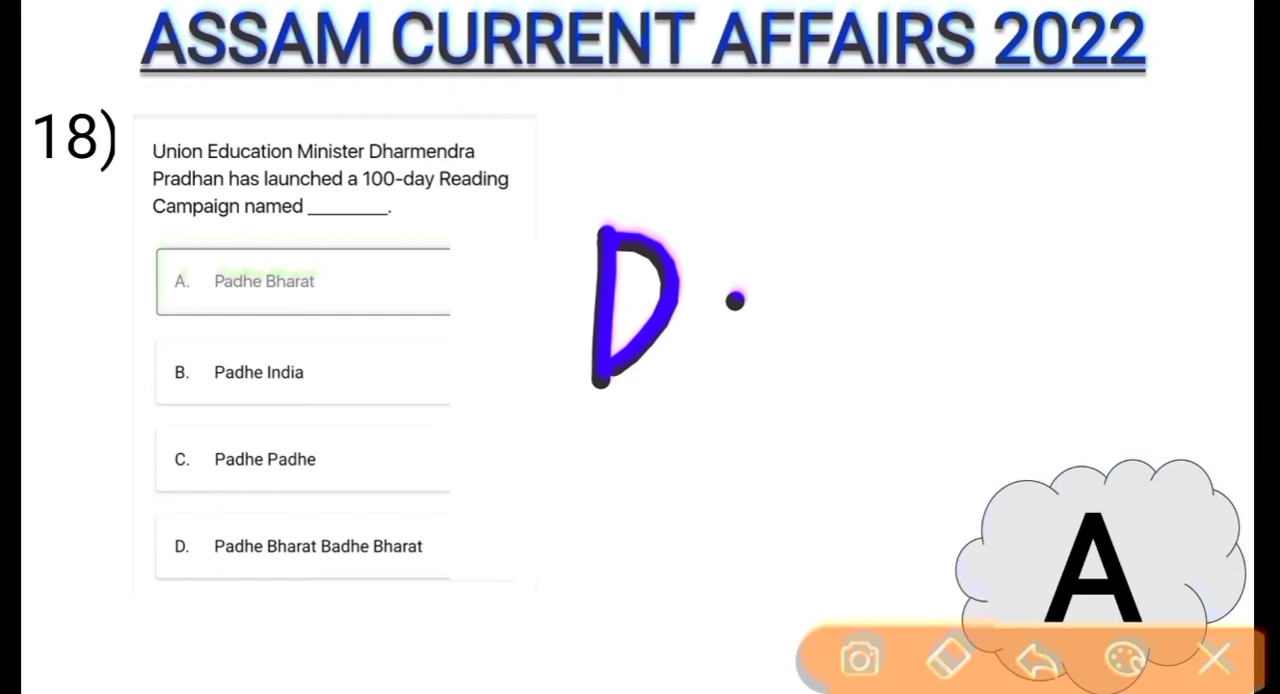 ASSAM CURRENT AFFAIRS 2022
18)
Union Education Minister Dharmendra
Pradhan has launched a 100-day Reading
Campaign named ________.
A. Padhe Bharat
B. Padhe India
C. Padhe Padhe
D. Padhe Bharat Badhe Bharat
D.
A